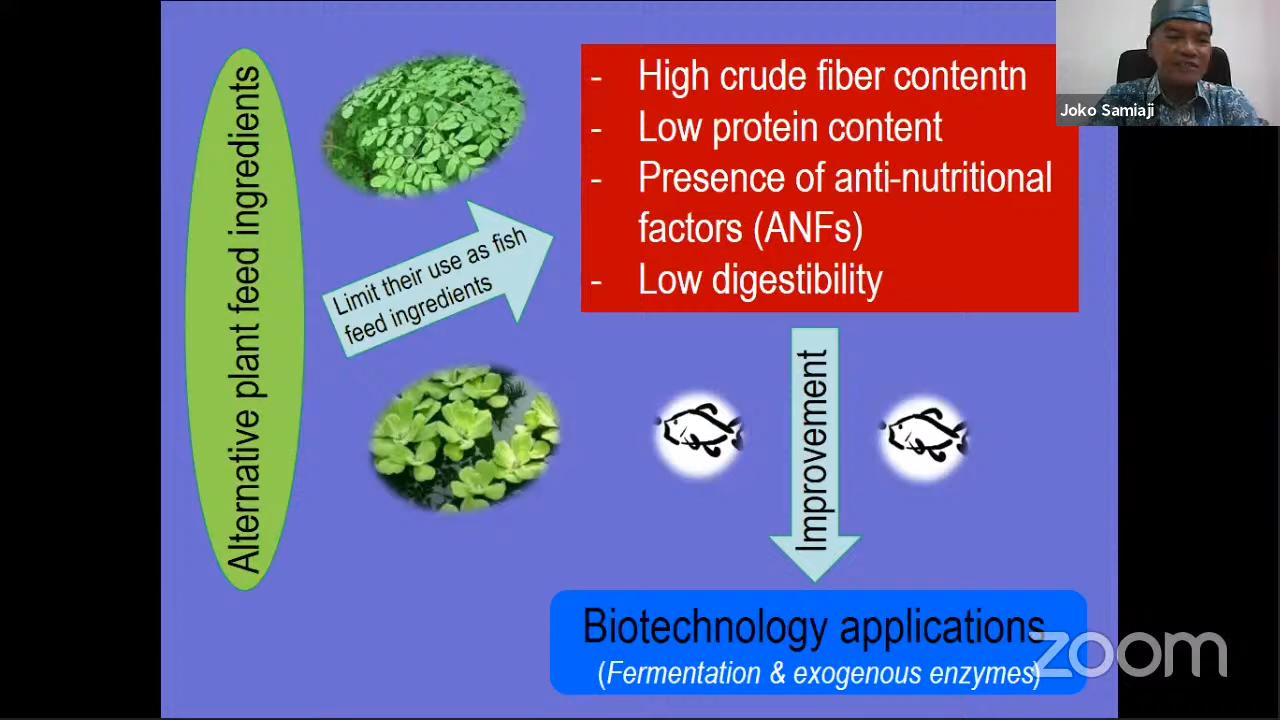 Alternative plant feed ingredients
Limit their use as fish
feed ingredients
- High crude fiber contentn
- Low protein content
- Presence of anti-nutritional
factors (ANFs)
- Low digestibility
Improvement
Biotechnology applications
(Fermentation & exogenous enzymes)
Joko Samiaji
zoom